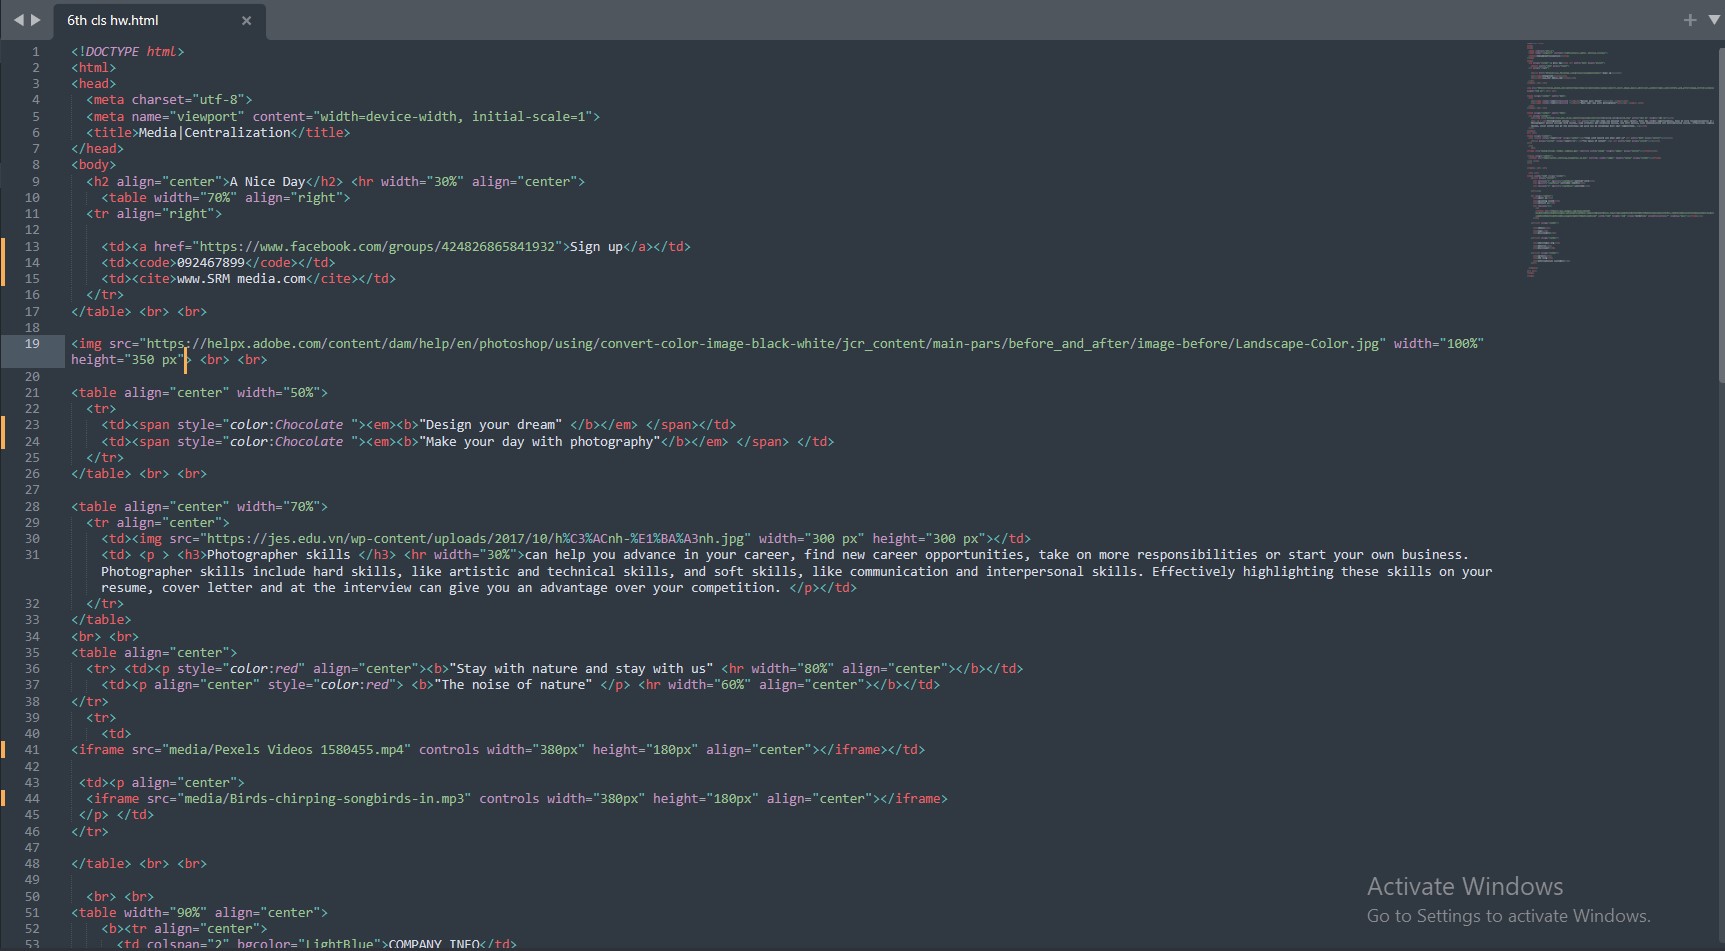 6th cls hw.html
1 <!DOCTYPE html>
2 <html>
3 <head>
4 <meta charset="utf-8">
5 <meta name="viewport" content="width=device-width, initial-scale=1">
6 <title>Media|Centralization</title>
7 </head>
8 <body>
9 <h2 align="center">A Nice Day</h2> <hr width="30%" align="center">
10 <table width="70%" align="right">
11 <tr align="right">
12
13 <td><a href="https://www.facebook.com/groups/424826865841932">Sign up</a></td>
14 <td><code>092467899</code></td>
15 <td><cite>www.SRM media.com</cite></td>
16 </tr>
17 </table> <br> <br>
18
19 <img src="https://helpx.adobe.com/content/dam/help/en/photoshop/using/convert-color-image-black-white/jcr_content/main-pars/before_and_after/image-before/Landscape-Color.jpg" width="100%"
height="350 px"> <br> <br>
20
21 <table align="center" width="50%">
22 <tr>
23 <td><span style="color:Chocolate "><em><b>"Design your dream" </b></em> </span></td>
24 <td><span style="color:Chocolate "><em><b>"Make your day with photography"</b></em> </span> </td>
25 </tr>
26 </table> <br> <br>
27
28 <table align="center" width="70%">
29 <tr align="center">
30 <td><img src="https://jes.edu.vn/wp-content/uploads/2017/10/h%C3%ACnh-%E1%BA%A3nh.jpg" width="300 px" height="300 px"></td>
31 <td> <p > <h3>Photographer skills </h3> <hr width="30%">can help you advance in your career, find new career opportunities, take on more responsibilities or start your own business.
Photographer skills include hard skills, like artistic and technical skills, and soft skills, like communication and interpersonal skills. Effectively highlighting these skills on your
resume, cover letter and at the interview can give you an advantage over your competition. </p></td>
32 </tr>
33 </table>
34 <br> <br>
35 <table align="center">
36 <tr> <td><p style="color:red" align="center"><b>"Stay with nature and stay with us" <hr width="80%" align="center"></b></td>
37 <td><p align="center" style="color:red"> <b>"The noise of nature" </p> <hr width="60%" align="center"></b></td>
38 </tr>
39 <tr>
40 <td>
41 <iframe src="media/Pexels Videos 1580455.mp4" controls width="380px" height="180px" align="center"></iframe></td>
42
43 <td><p align="center">
44 <iframe src="media/Birds-chirping-songbirds-in.mp3" controls width="380px" height="180px" align="center"></iframe>
45 </p> </td>
46 </tr>
47
48 </table> <br> <br>
49
50 <br> <br>
51 <table width="90%" align="center">
52 <b><tr align="center">
53 <td colspan="2" bgcolor="LightBlue">COMPANY INFO</td>
Activate Windows
Go to Settings to activate Windows.